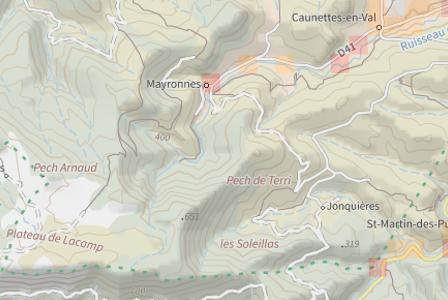 Caunettes-en-Val
D41
Ruisseau
Mayronnes
400
Pech Arnaud
Pech de Terri
Jonquières
651
St-Martin-des-Pu
Plateau de Lacamp
les Soleillas
319